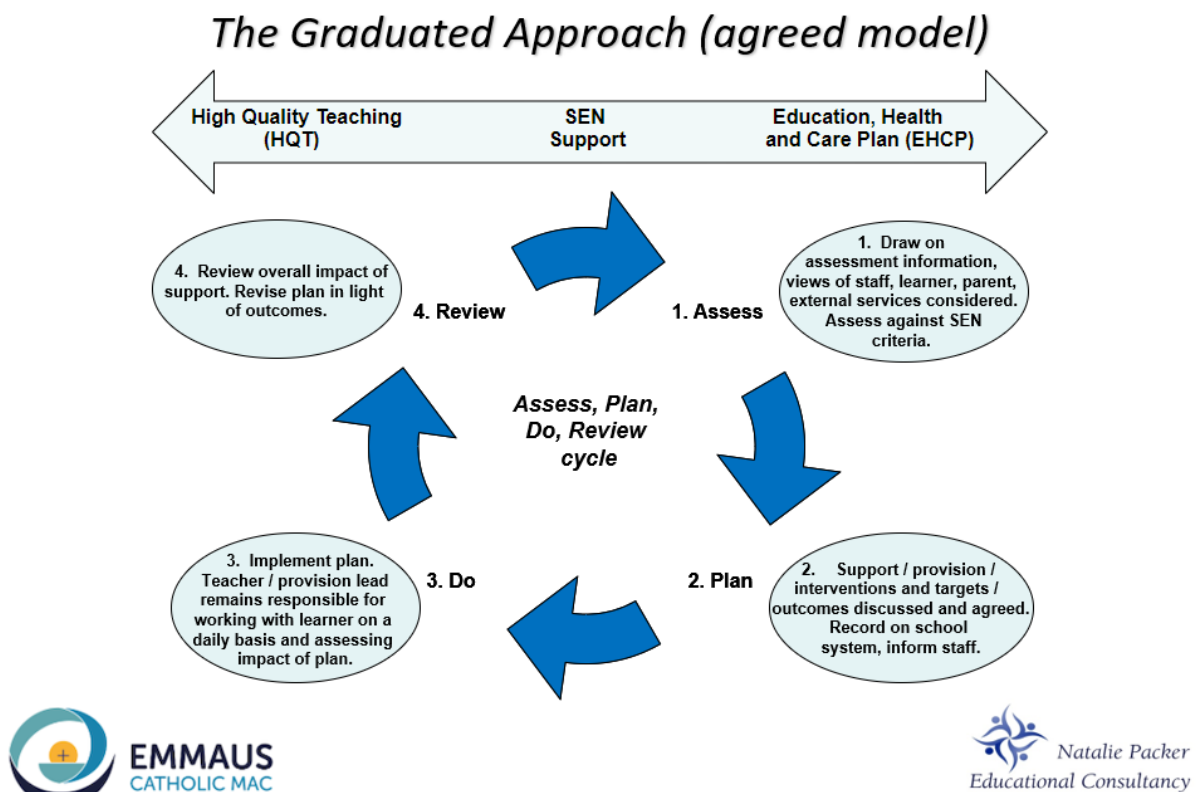 The Graduated Approach (agreed model)
High Quality Teaching
(HQT)
SEN
Support
Education, Health
and Care Plan (EHCP)
4. Review overall impact of
support. Revise plan in light
of outcomes.
4. Review
1. Assess
1. Draw on
assessment information,
views of staff, learner, parent,
external services considered.
Assess against SEN
criteria.
Assess, Plan,
Do, Review
cycle
3. Implement plan.
Teacher / provision lead
remains responsible for
working with learner on a
daily basis and assessing
impact of plan.
3. Do
2. Plan
2. Support / provision /
interventions and targets /
outcomes discussed and agreed.
Record on school
system, inform staff.
EMMAUS
CATHOLIC MAC
Natalie Packer
Educational Consultancy